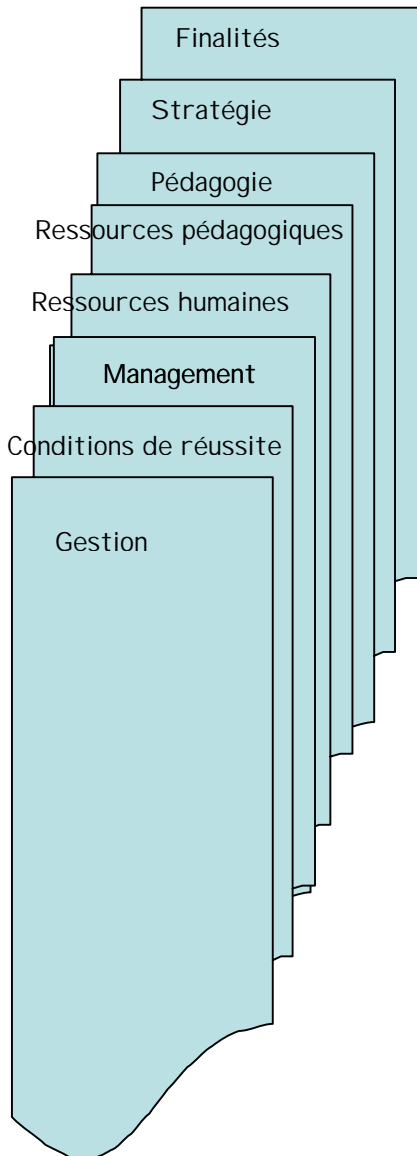 Finalités
Stratégie
Pédagogie
Ressources pédagogiques
Ressources humaines
Management
Conditions de réussite
Gestion